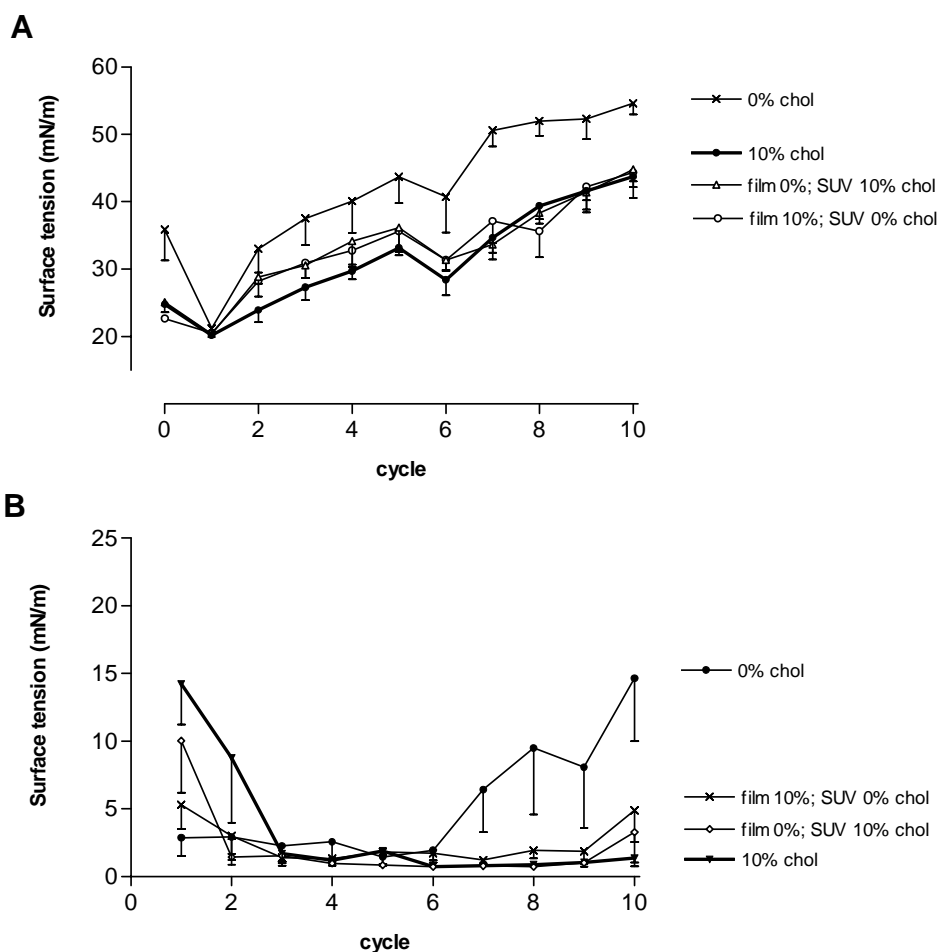 A
60
50
40
30
20
Surface tension (mN/m)
0 2 4 6 8 10
cycle
0% chol
10% chol
film 0%; SUV 10% chol
film 10%; SUV 0% chol
B
25
20
15
10
5
0
Surface tension (mN/m)
0 2 4 6 8 10
cycle
0% chol
film 10%; SUV 0% chol
film 0%; SUV 10% chol
10% chol